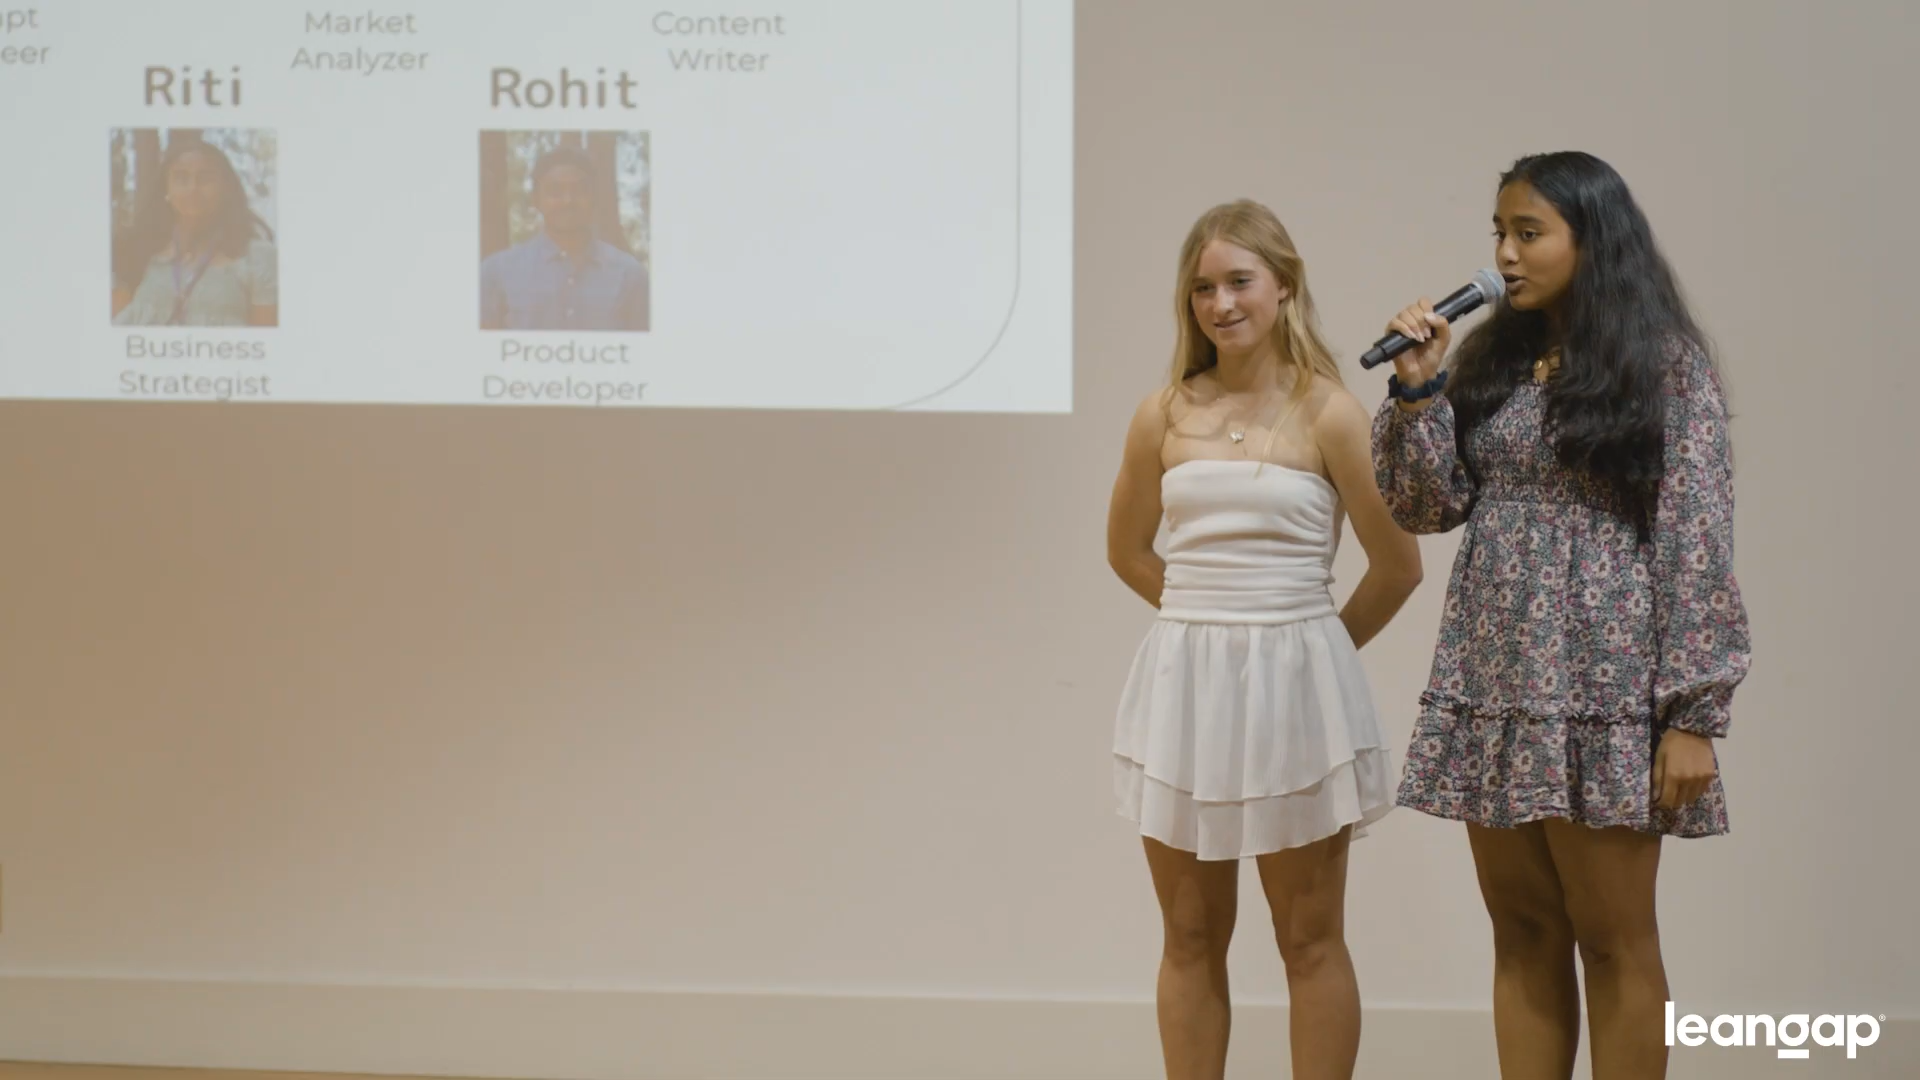 Market
Analyzer
Content
Writer
Riti
Rohit
Business
Strategist
Product
Developer
leangap